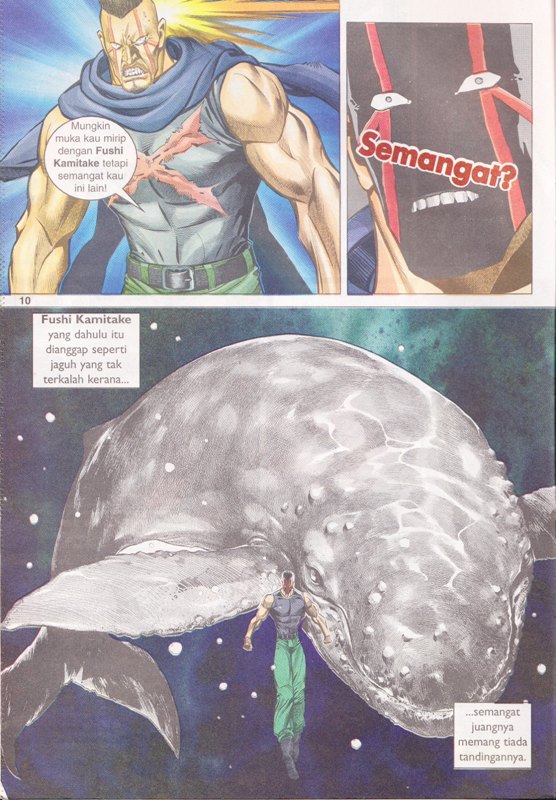 Mungkin
muka kau mirip
dengan Fushi
Kamitake tetapi
semangat kau
ini lain!
Semangat?
10
Fushi Kamitake
yang dahulu itu
dianggap seperti
jaguh yang tak
terkalah kerana...
...semangat
juangnya
memang tiada
tandingannya.